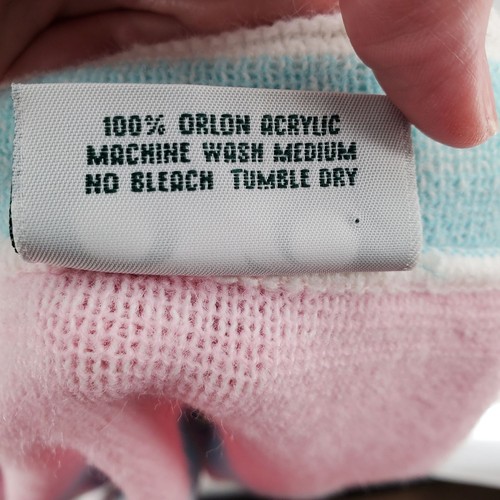 100% ORLON ACRYLIC
MACHINE WASH MEDIUM
NO BLEACH TUMBLE DRY